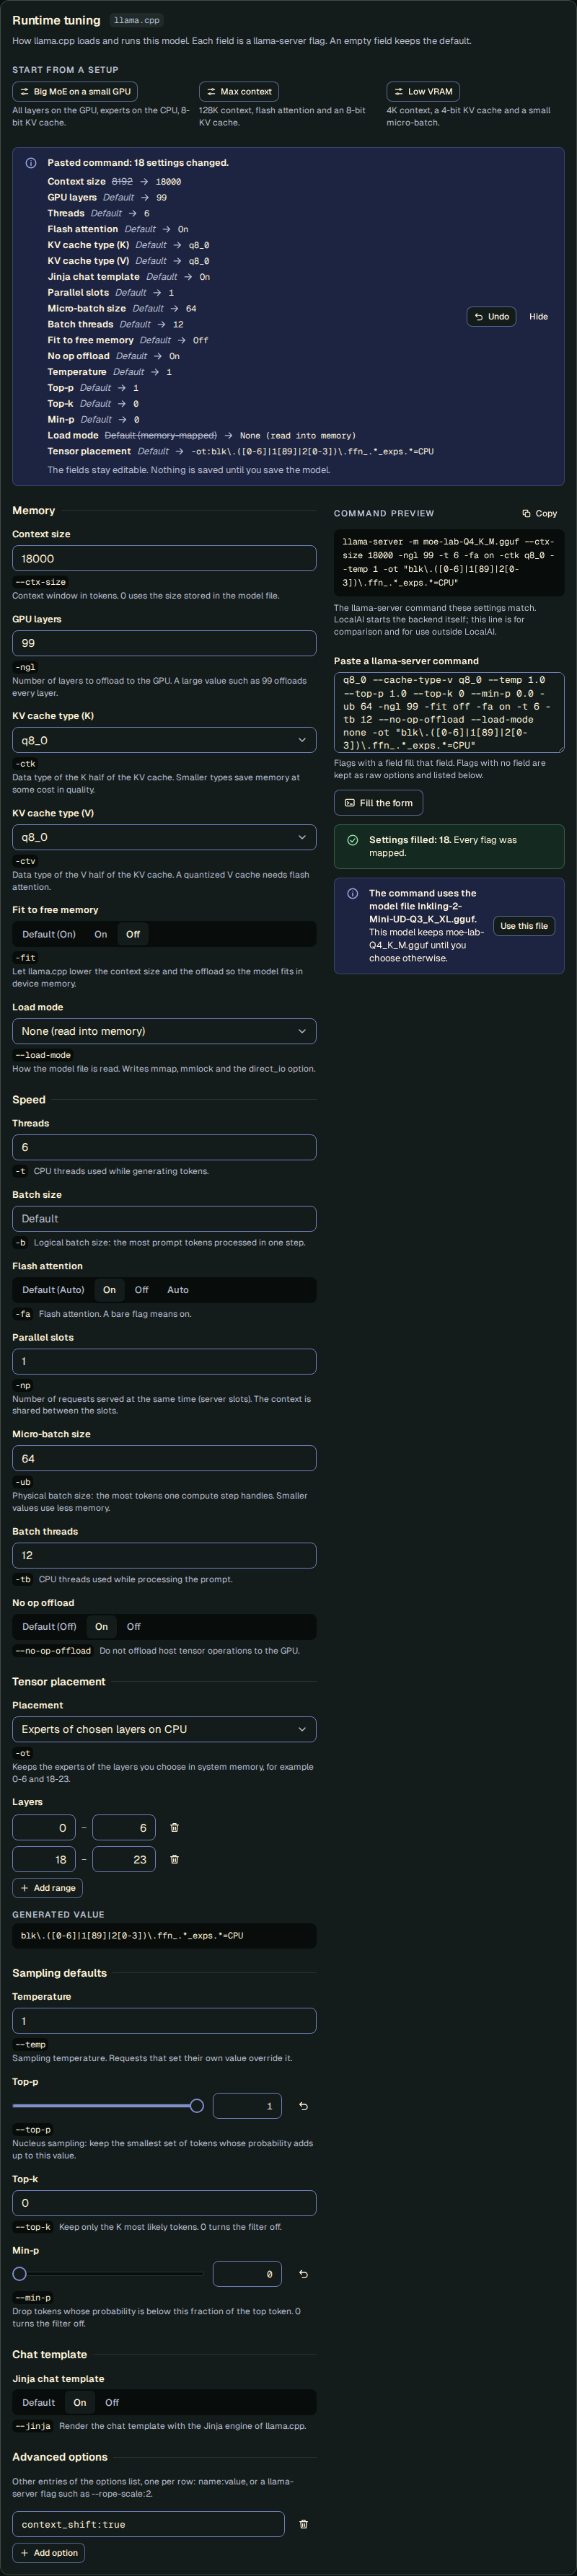 Runtime tuning llama.cpp
How llama.cpp loads and runs this model. Each field is a llama-server flag. An empty field keeps the default.
START FROM A SETUP
Big MoE on a small GPU
All layers on the GPU, experts on the CPU, 8-
bit KV cache.
Max context
128K context, flash attention and an 8-bit
KV cache.
Low VRAM
4K context, a 4-bit KV cache and a small
micro-batch.
Pasted command: 18 settings changed.
Context size 8192 → 18000
GPU layers Default → 99
Threads Default → 6
Flash attention Default → On
KV cache type (K) Default → q8_0
KV cache type (V) Default → q8_0
Jinja chat template Default → On
Parallel slots Default → 1
Micro-batch size Default → 64
Batch threads Default → 12
Fit to free memory Default → Off
No op offload Default → On
Temperature Default → 1
Top-p Default → 1
Top-k Default → 0
Min-p Default → 0
Load mode Default (memory-mapped) → None (read into memory)
Tensor placement Default → -ot:blk\.([0-6]|1[89]|2[0-3])\.ffn_.*_exps.*=CPU
The fields stay editable. Nothing is saved until you save the model.
Undo
Hide
Memory
Context size
18000
--ctx-size
Context window in tokens. 0 uses the size stored in the model file.
GPU layers
99
-ngl
Number of layers to offload to the GPU. A large value such as 99 offloads
every layer.
KV cache type (K)
q8_0
-ctk
Data type of the K half of the KV cache. Smaller types save memory at
some cost in quality.
KV cache type (V)
q8_0
-ctv
Data type of the V half of the KV cache. A quantized V cache needs flash
attention.
Fit to free memory
Default (On) On Off
-fit
Let llama.cpp lower the context size and the offload so the model fits in
device memory.
Load mode
None (read into memory)
--load-mode
How the model file is read. Writes mmap, mmlock and the direct_io option.
Speed
Threads
6
-t CPU threads used while generating tokens.
Batch size
Default
-b Logical batch size: the most prompt tokens processed in one step.
Flash attention
Default (Auto) On Off Auto
-fa Flash attention. A bare flag means on.
Parallel slots
1
-np
Number of requests served at the same time (server slots). The context is
shared between the slots.
Micro-batch size
64
-ub
Physical batch size: the most tokens one compute step handles. Smaller
values use less memory.
Batch threads
12
-tb CPU threads used while processing the prompt.
No op offload
Default (Off) On Off
--no-op-offload Do not offload host tensor operations to the GPU.
Tensor placement
Placement
Experts of chosen layers on CPU
-ot
Keeps the experts of the layers you choose in system memory, for example
0-6 and 18-23.
Layers
0 – 6
18 – 23
Add range
GENERATED VALUE
blk\.([0-6]|1[89]|2[0-3])\.ffn_.*_exps.*=CPU
Sampling defaults
Temperature
1
--temp
Sampling temperature. Requests that set their own value override it.
Top-p
1
--top-p
Nucleus sampling: keep the smallest set of tokens whose probability adds
up to this value.
Top-k
0
--top-k Keep only the K most likely tokens. 0 turns the filter off.
Min-p
0
--min-p
Drop tokens whose probability is below this fraction of the top token. 0
turns the filter off.
Chat template
Jinja chat template
Default On Off
--jinja Render the chat template with the Jinja engine of llama.cpp.
Advanced options
Other entries of the options list, one per row: name:value, or a llama-
server flag such as --rope-scale:2.
context_shift:true
Add option
COMMAND PREVIEW
Copy
llama-server -m moe-lab-Q4_K_M.gguf --ctx-
size 18000 -ngl 99 -t 6 -fa on -ctk q8_0 -
-temp 1 -ot "blk\.([0-6]|1[89]|2[0-
3])\.ffn_.*_exps.*=CPU"
The llama-server command these settings match.
LocalAI starts the backend itself; this line is for
comparison and for use outside LocalAI.
Paste a llama-server command
q8_0 --cache-type-v q8_0 --temp 1.0
--top-p 1.0 --top-k 0 --min-p 0.0 -
ub 64 -ngl 99 -fit off -fa on -t 6 -
tb 12 --no-op-offload --load-mode
none -ot "blk\.([0-6]|1[89]|2[0-
3])\.ffn_.*_exps.*=CPU"
Flags with a field fill that field. Flags with no field are
kept as raw options and listed below.
Fill the form
Settings filled: 18. Every flag was
mapped.
The command uses the
model file Inkling-2-
Mini-UD-Q3_K_XL.gguf.
This model keeps moe-lab-
Q4_K_M.gguf until you
choose otherwise.
Use this file